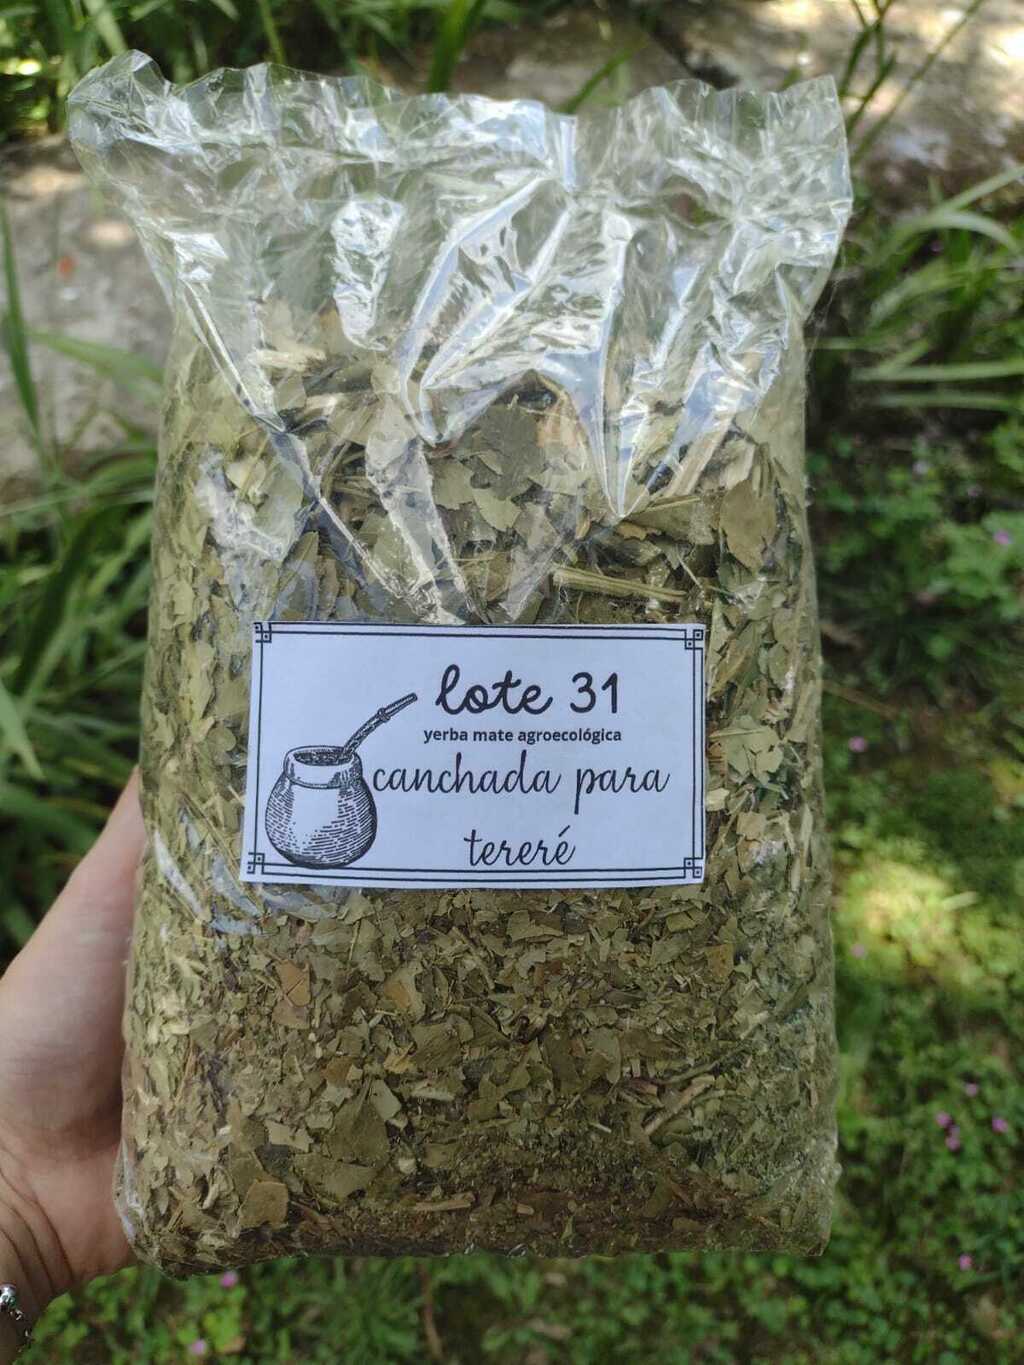 lote 31
yerba mate agroecológica
canchada para
tereré